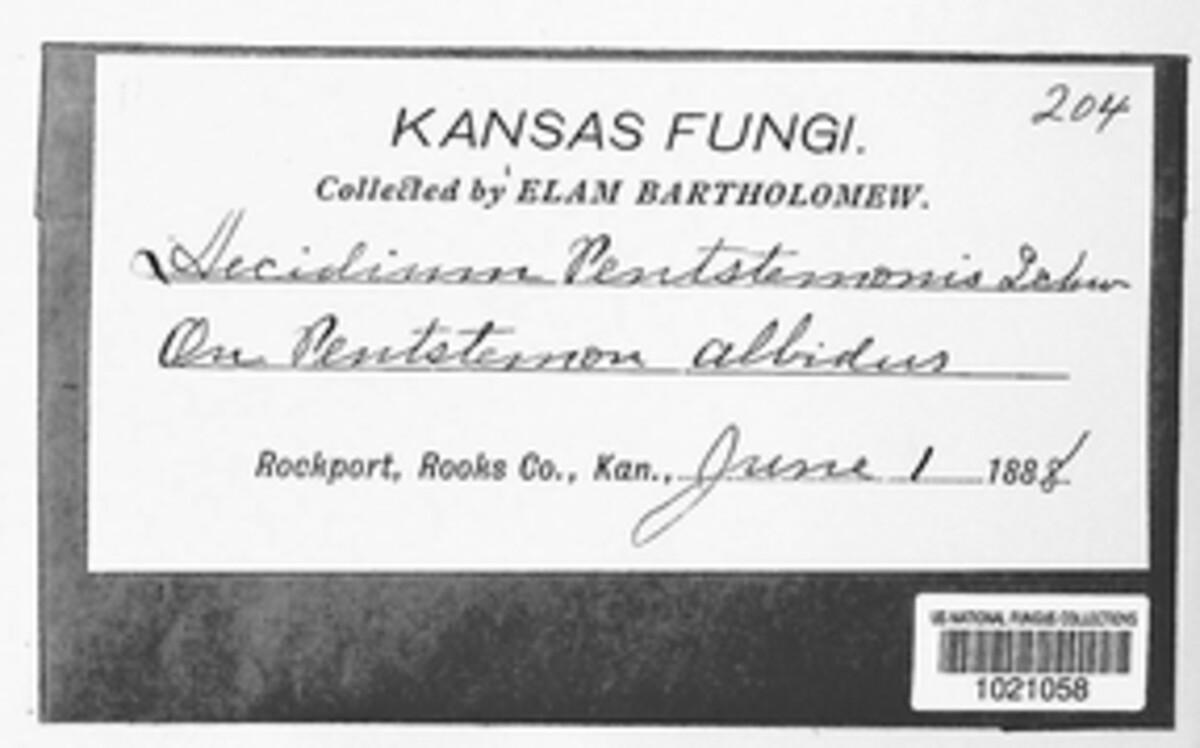 204
KANSAS FUNGI.
Collected by ELAM BARTHOLOMEW.
Aecidium Pentstemonis Schw
On Pentstemon albidus
Rockport, Rooks Co., Kan., June 1 1888
US NATIONAL FUNGUS COLLECTIONS
1021058